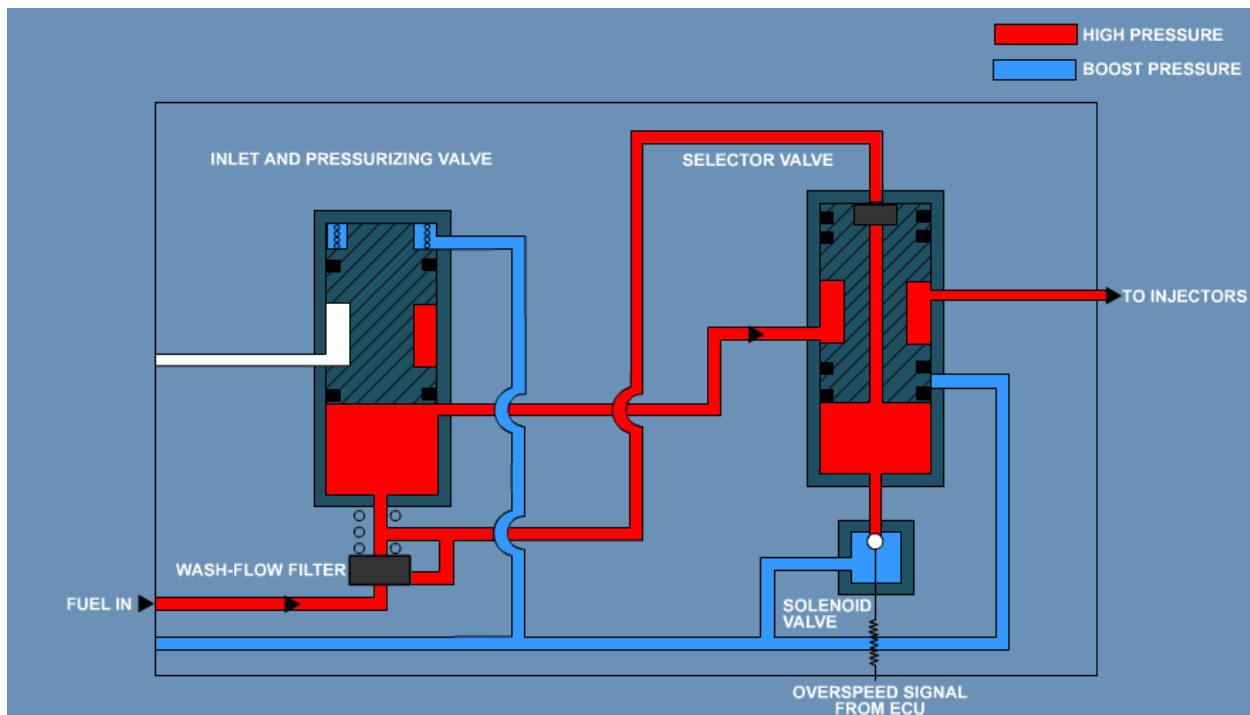 HIGH PRESSURE
BOOST PRESSURE
INLET AND PRESSURIZING VALVE
SELECTOR VALVE
TO INJECTORS
WASH-FLOW FILTER
FUEL IN
SOLENOID
VALVE
OVERSPEED SIGNAL
FROM ECU